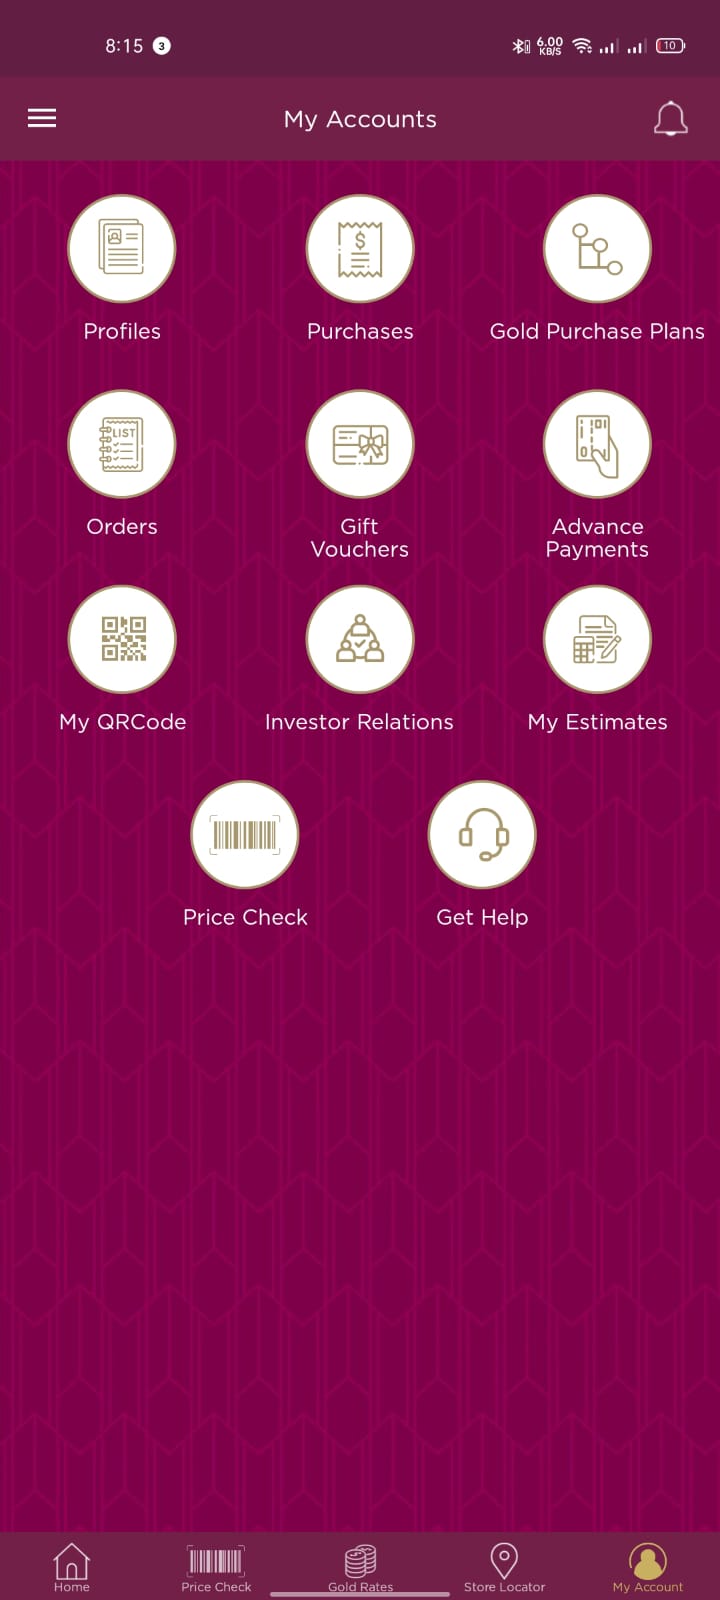 8:15 3
6.00
KB/S
10
My Accounts
Profiles
Purchases
$
Gold Purchase Plans
LIST
Orders
Gift
Vouchers
Advance
Payments
My QRCode
Investor Relations
My Estimates
Price Check
Get Help
Home
Price Check
Gold Rates
Store Locator
My Account